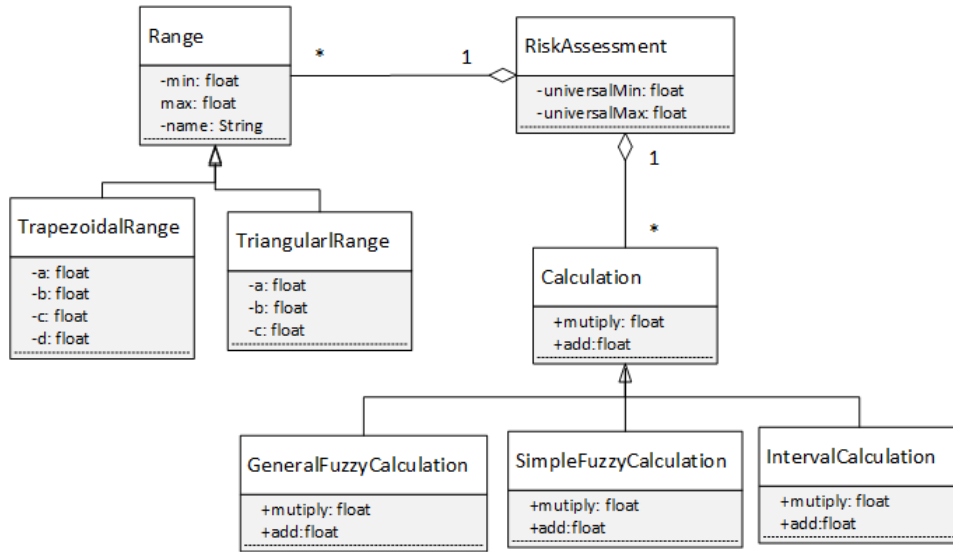 Range
-min: float
max: float
-name: String
*
1
RiskAssessment
-universalMin: float
-universalMax: float
1
*
TrapezoidalRange
-a: float
-b: float
-c: float
-d: float
TriangularlRange
-a: float
-b: float
-c: float
Calculation
+mutiply: float
+add:float
GeneralFuzzyCalculation
+mutiply: float
+add:float
SimpleFuzzyCalculation
+mutiply: float
+add:float
IntervalCalculation
+mutiply: float
+add:float